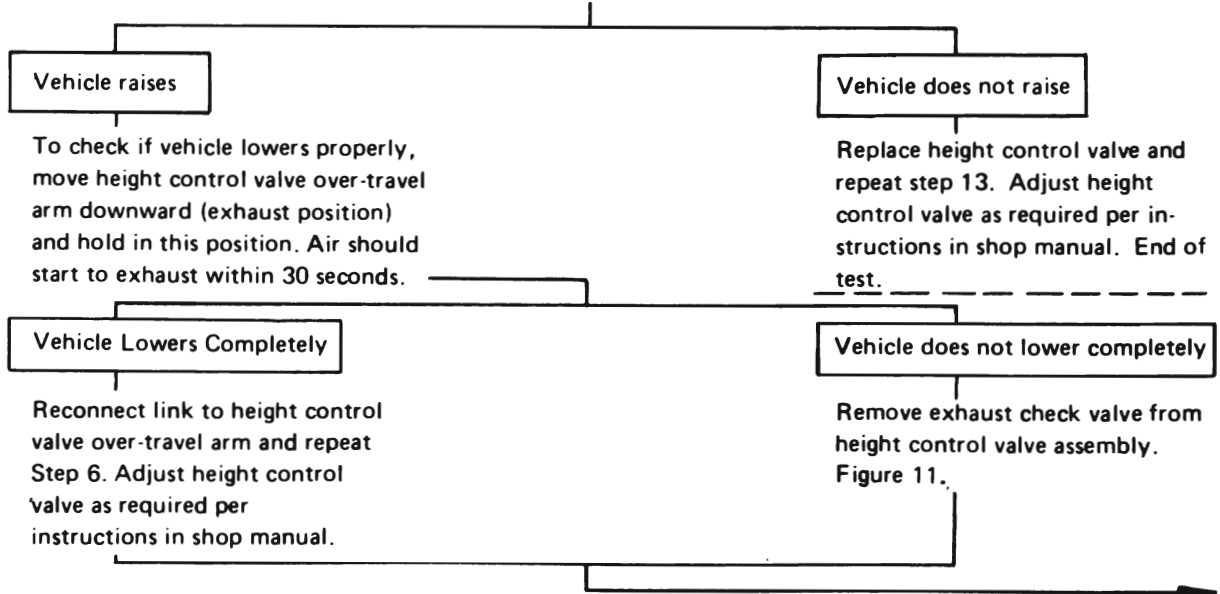 Vehicle raises
To check if vehicle lowers properly,
move height control valve over-travel
arm downward (exhaust position)
and hold in this position. Air should
start to exhaust within 30 seconds.
Vehicle does not raise
Replace height control valve and
repeat step 13. Adjust height
control valve as required per in-
structions in shop manual. End of
test.
Vehicle Lowers Completely
Reconnect link to height control
valve over-travel arm and repeat
Step 6. Adjust height control
valve as required per
instructions in shop manual.
Vehicle does not lower completely
Remove exhaust check valve from
height control valve assembly.
Figure 11.